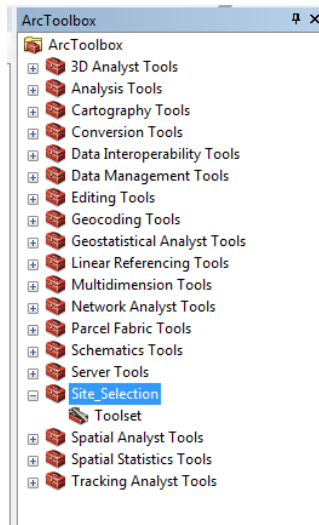 ArcToolbox
ArcToolbox
3D Analyst Tools
Analysis Tools
Cartography Tools
Conversion Tools
Data Interoperability Tools
Data Management Tools
Editing Tools
Geocoding Tools
Geostatistical Analyst Tools
Linear Referencing Tools
Multidimension Tools
Network Analyst Tools
Parcel Fabric Tools
Schematics Tools
Server Tools
Site_Selection
Toolset
Spatial Analyst Tools
Spatial Statistics Tools
Tracking Analyst Tools